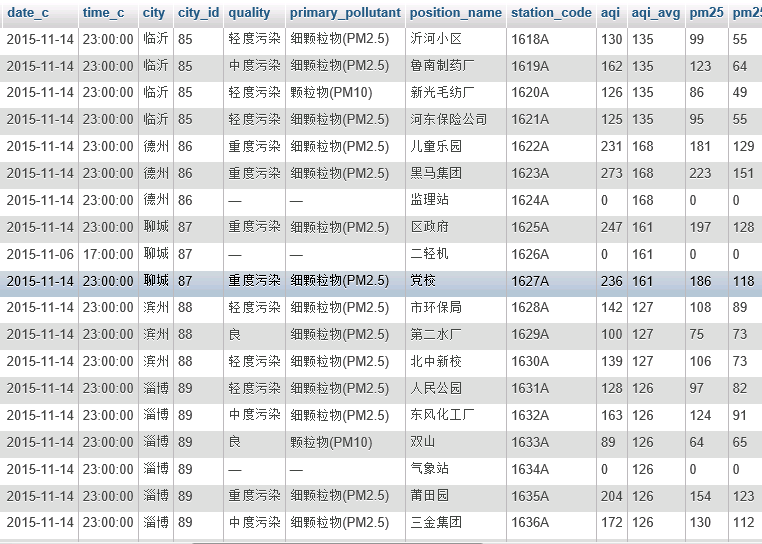 date_c time_c city city_id quality primary_pollutant position_name station_code aqi aqi_avg pm25
2015-11-14 23:00:00 临沂 85 轻度污染 细颗粒物(PM2.5) 沂河小区 1618A 130 135 99 55
2015-11-14 23:00:00 临沂 85 中度污染 细颗粒物(PM2.5) 鲁南制药厂 1619A 162 135 123 64
2015-11-14 23:00:00 临沂 85 轻度污染 颗粒物(PM10) 新光毛纺厂 1620A 126 135 86 49
2015-11-14 23:00:00 临沂 85 轻度污染 细颗粒物(PM2.5) 河东保险公司 1621A 125 135 95 55
2015-11-14 23:00:00 德州 86 重度污染 细颗粒物(PM2.5) 儿童乐园 1622A 231 168 181 129
2015-11-14 23:00:00 德州 86 重度污染 细颗粒物(PM2.5) 黑马集团 1623A 273 168 223 151
2015-11-14 23:00:00 德州 86 — — 监理站 1624A 0 168 0 0
2015-11-14 23:00:00 聊城 87 重度污染 细颗粒物(PM2.5) 区政府 1625A 247 161 197 128
2015-11-06 17:00:00 聊城 87 — — 二轻机 1626A 0 161 0 0
2015-11-14 23:00:00 聊城 87 重度污染 细颗粒物(PM2.5) 党校 1627A 236 161 186 118
2015-11-14 23:00:00 滨州 88 轻度污染 细颗粒物(PM2.5) 市环保局 1628A 142 127 108 89
2015-11-14 23:00:00 滨州 88 良 细颗粒物(PM2.5) 第二水厂 1629A 100 127 75 73
2015-11-14 23:00:00 滨州 88 轻度污染 细颗粒物(PM2.5) 北中新校 1630A 139 127 106 73
2015-11-14 23:00:00 淄博 89 轻度污染 细颗粒物(PM2.5) 人民公园 1631A 128 126 97 82
2015-11-14 23:00:00 淄博 89 中度污染 细颗粒物(PM2.5) 东风化工厂 1632A 163 126 124 91
2015-11-14 23:00:00 淄博 89 良 颗粒物(PM10) 双山 1633A 89 126 64 65
2015-11-14 23:00:00 淄博 89 — — 气象站 1634A 0 126 0 0
2015-11-14 23:00:00 淄博 89 重度污染 细颗粒物(PM2.5) 莆田园 1635A 204 126 154 123
2015-11-14 23:00:00 淄博 89 中度污染 细颗粒物(PM2.5) 三金集团 1636A 172 126 130 112